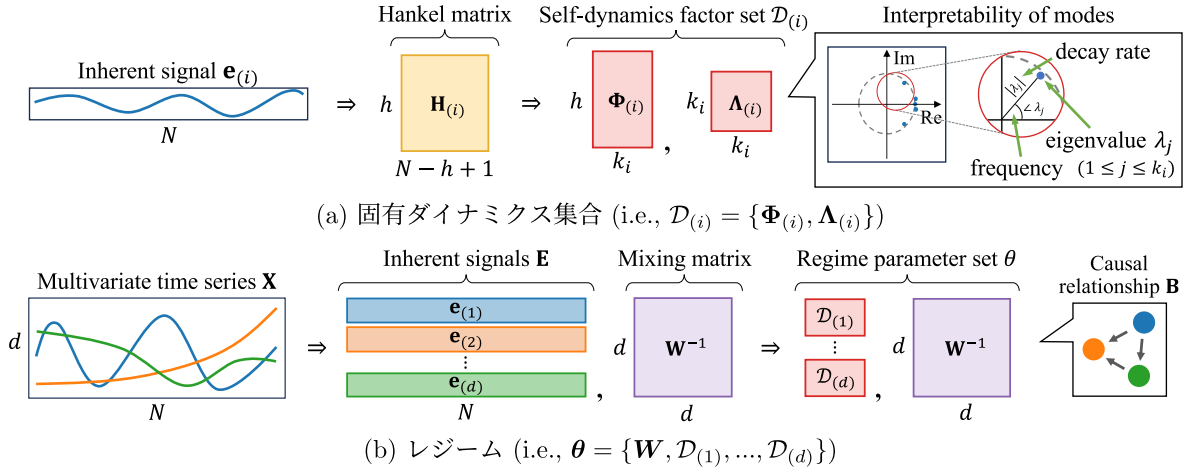 Hankel matrix
Self-dynamics factor set 𝒟(i)
Interpretability of modes
Inherent signal e(i)
N
⇒
h
H(i)
N − h + 1
⇒
h
Φ(i)
ki
,
ki
Λ(i)
ki
Im
Re
decay rate
|λj|
∠ λj
eigenvalue λj
frequency
(1 ≤ j ≤ ki)
(a) 固有ダイナミクス集合 (i.e., 𝒟(i) = {Φ(i), Λ(i)})
Multivariate time series X
d
N
⇒
Inherent signals E
e(1)
e(2)
⋮
e(d)
N
,
Mixing matrix
d
W⁻¹
d
⇒
Regime parameter set θ
𝒟(1)
⋮
𝒟(d)
,
d
W⁻¹
d
Causal
relationship B
(b) レジーム (i.e., θ = {W, 𝒟(1), ..., 𝒟(d)})